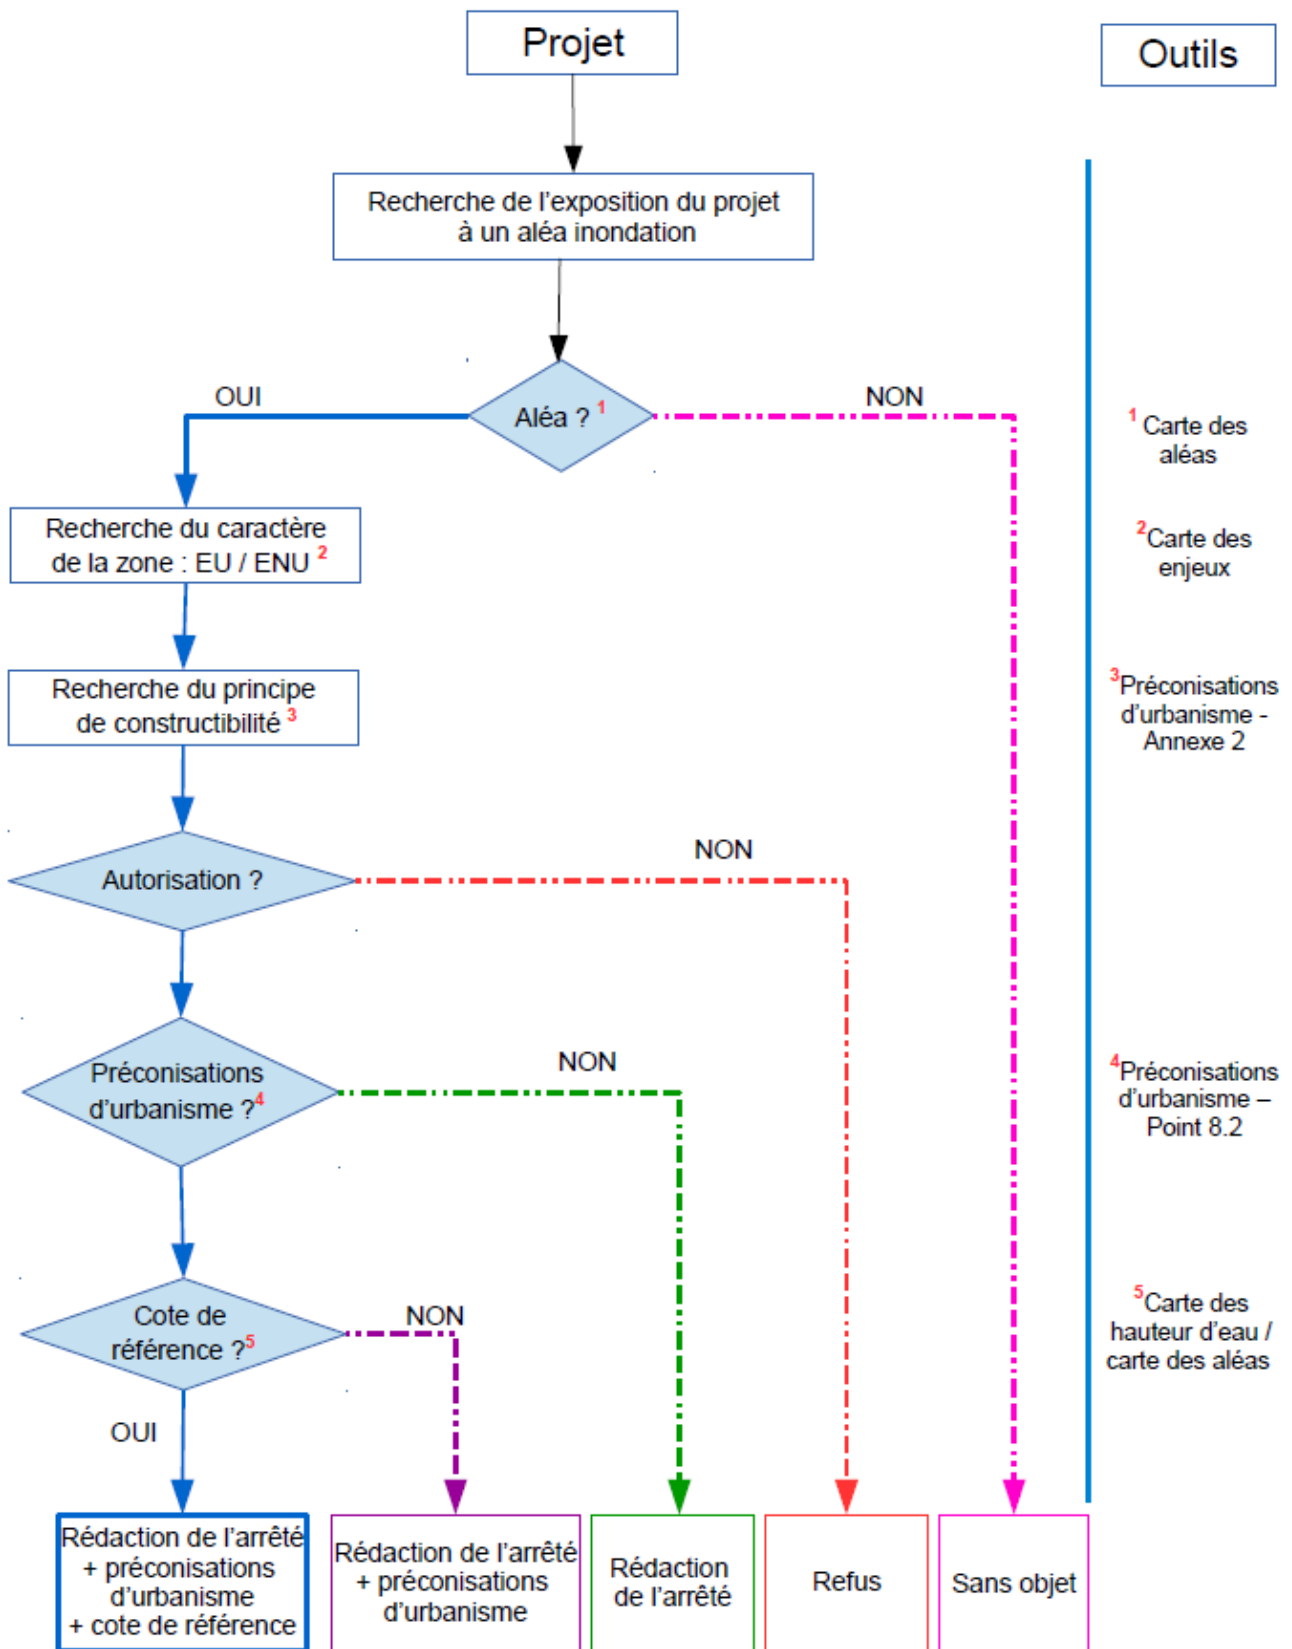 Projet
Outils
Recherche de l'exposition du projet
à un aléa inondation
OUI
Aléa ? 1
NON
1 Carte des
aléas
Recherche du caractère
de la zone : EU / ENU 2
2Carte des
enjeux
Recherche du principe
de constructibilité 3
3Préconisations
d'urbanisme -
Annexe 2
Autorisation ?
NON
Préconisations
d'urbanisme ?4
NON
4Préconisations
d'urbanisme –
Point 8.2
Cote de
référence ?5
NON
5Carte des
hauteur d'eau /
carte des aléas
OUI
Rédaction de l'arrêté
+ préconisations
d'urbanisme
+ cote de référence
Rédaction de l'arrêté
+ préconisations
d'urbanisme
Rédaction
de l'arrêté
Refus
Sans objet